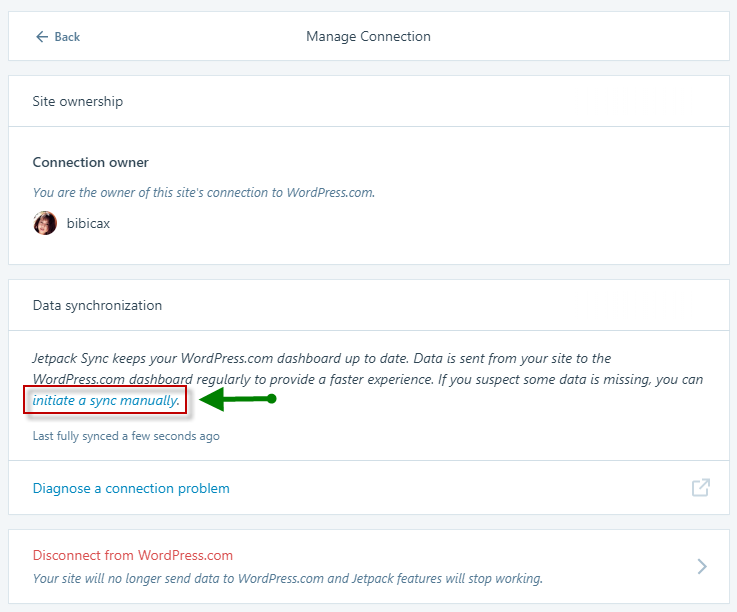 Back
Manage Connection
Site ownership
Connection owner
You are the owner of this site's connection to WordPress.com.
bibicax
Data synchronization
Jetpack Sync keeps your WordPress.com dashboard up to date. Data is sent from your site to the
WordPress.com dashboard regularly to provide a faster experience. If you suspect some data is missing, you can
initiate a sync manually.
Last fully synced a few seconds ago
Diagnose a connection problem
Disconnect from WordPress.com
Your site will no longer send data to WordPress.com and Jetpack features will stop working.